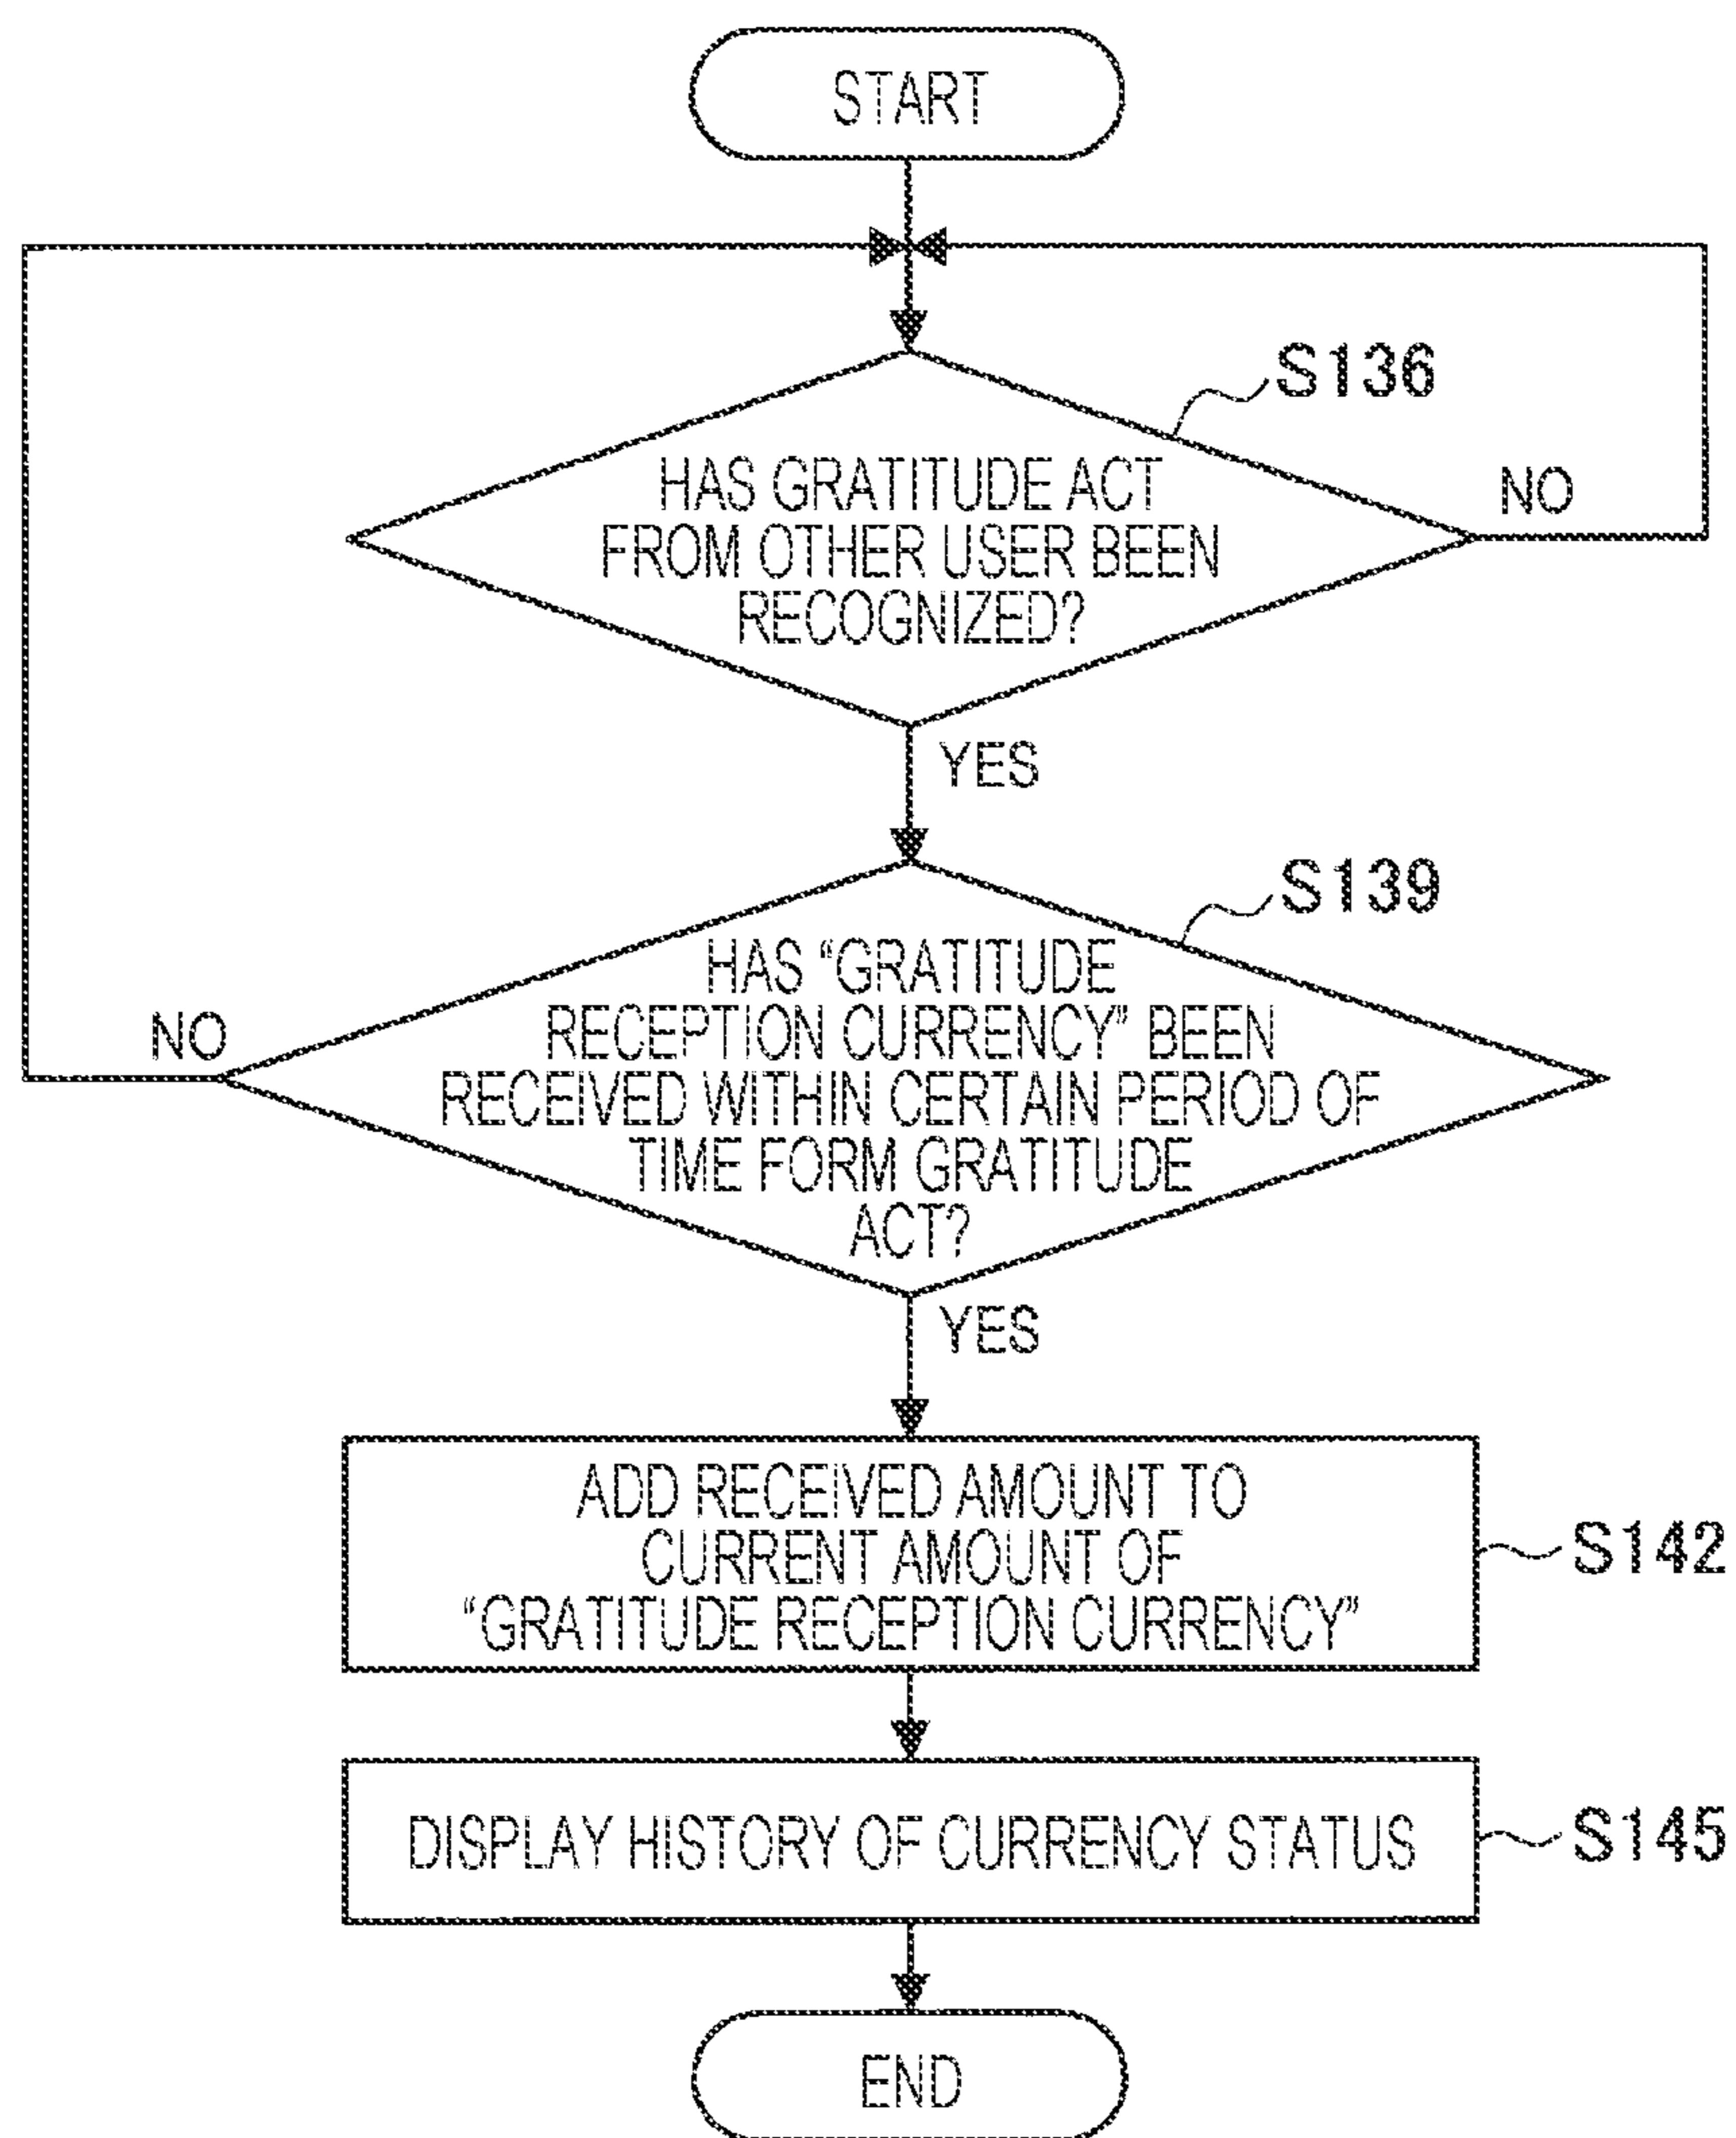 START
S136
HAS GRATITUDE ACT
FROM OTHER USER BEEN
RECOGNIZED?
NO
YES
S139
HAS “GRATITUDE
RECEPTION CURRENCY” BEEN
RECEIVED WITHIN CERTAIN PERIOD OF
TIME FORM GRATITUDE
ACT?
NO
YES
ADD RECEIVED AMOUNT TO
CURRENT AMOUNT OF
“GRATITUDE RECEPTION CURRENCY”
S142
DISPLAY HISTORY OF CURRENCY STATUS
S145
END